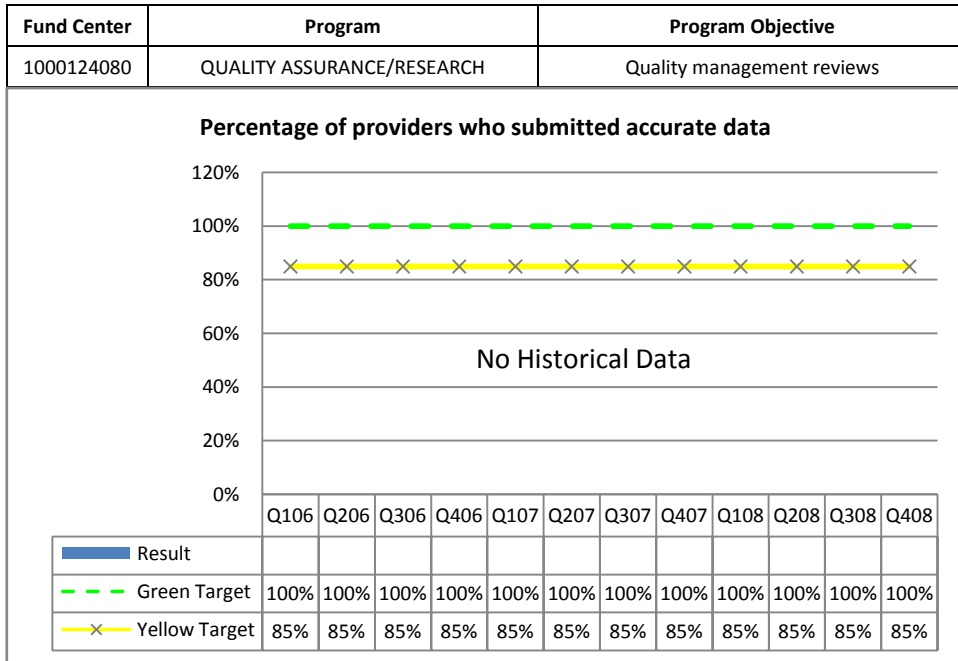 Fund Center Program Program Objective
1000124080 QUALITY ASSURANCE/RESEARCH Quality management reviews
Percentage of providers who submitted accurate data
120%
100%
80%
60%
No Historical Data
40%
20%
0%
Q106 Q206 Q306 Q406 Q107 Q207 Q307 Q407 Q108 Q208 Q308 Q408
Result
Green Target 100% 100% 100% 100% 100% 100% 100% 100% 100% 100% 100% 100%
Yellow Target 85% 85% 85% 85% 85% 85% 85% 85% 85% 85% 85% 85%